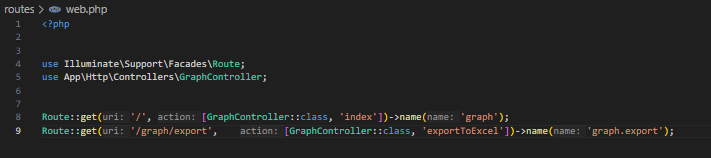 routes > web.php
1 <?php
2
3
4 use Illuminate\Support\Facades\Route;
5 use App\Http\Controllers\GraphController;
6
7
8 Route::get(uri: '/', action: [GraphController::class, 'index'])->name(name: 'graph');
9 Route::get(uri: '/graph/export', action: [GraphController::class, 'exportToExcel'])->name(name: 'graph.export');